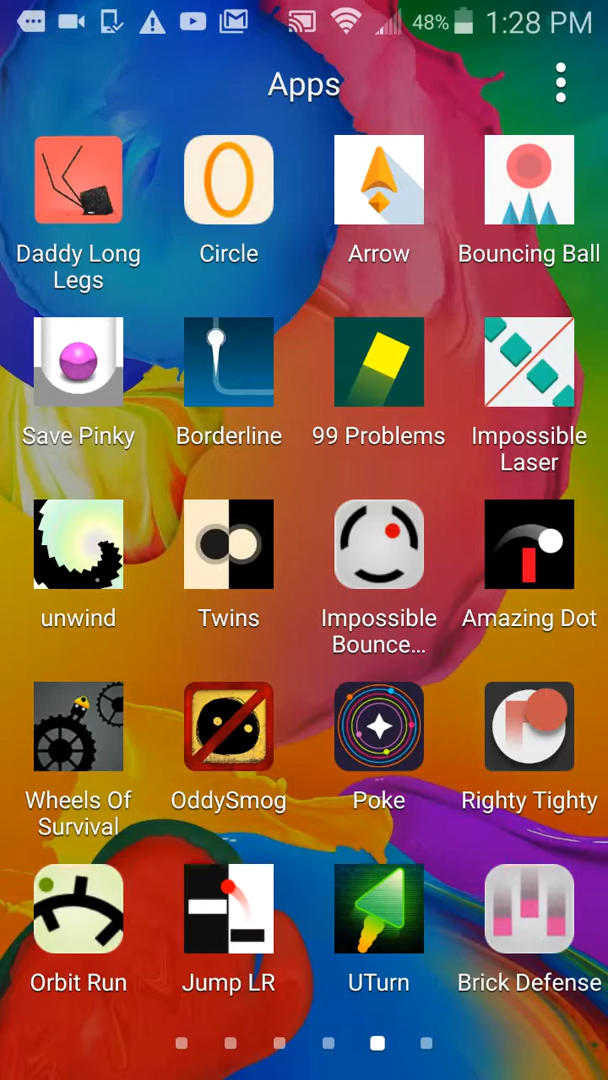 48% 1:28 PM
Apps
Daddy Long Legs
Circle
Arrow
Bouncing Ball
Save Pinky
Borderline
99 Problems
Impossible Laser
unwind
Twins
Impossible Bounce...
Amazing Dot
Wheels Of Survival
OddySmog
Poke
Righty Tighty
Orbit Run
Jump LR
UTurn
Brick Defense